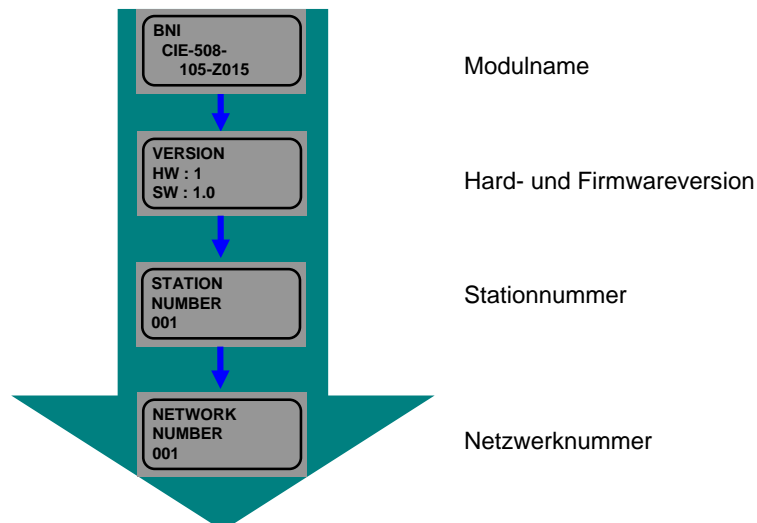 BNI
CIE-508-
105-Z015
Modulname
VERSION
HW : 1
SW : 1.0
Hard- und Firmwareversion
STATION
NUMBER
001
Stationnummer
NETWORK
NUMBER
001
Netzwerknummer